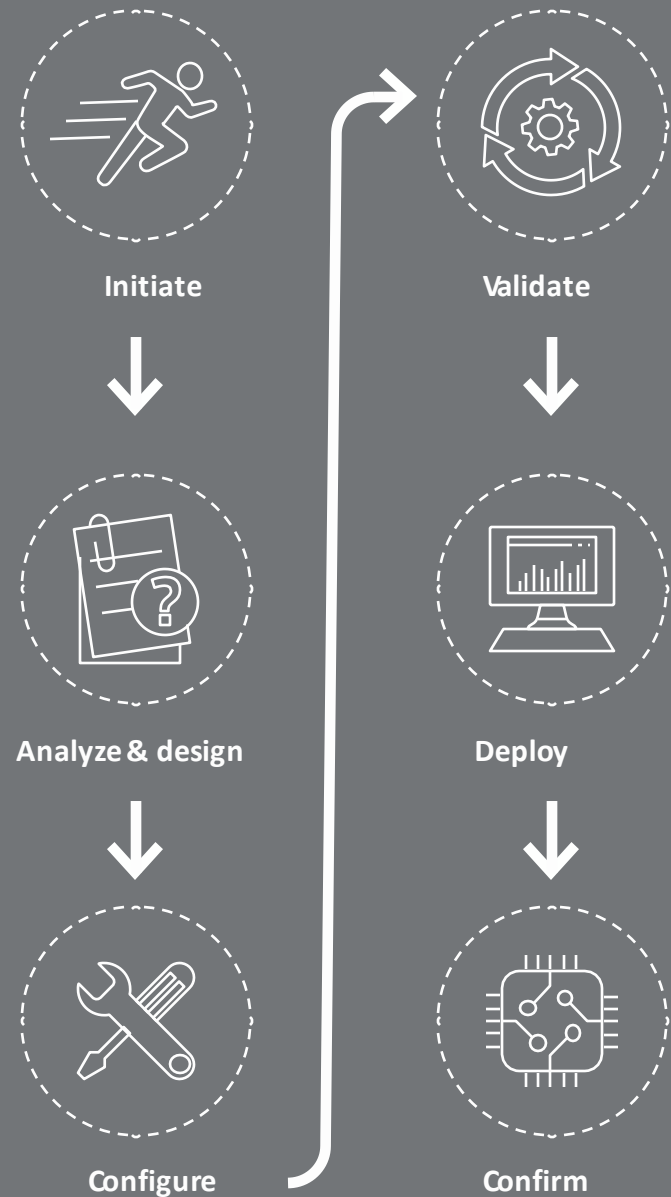 Initiate
Analyze & design
Configure
Validate
Deploy
Confirm